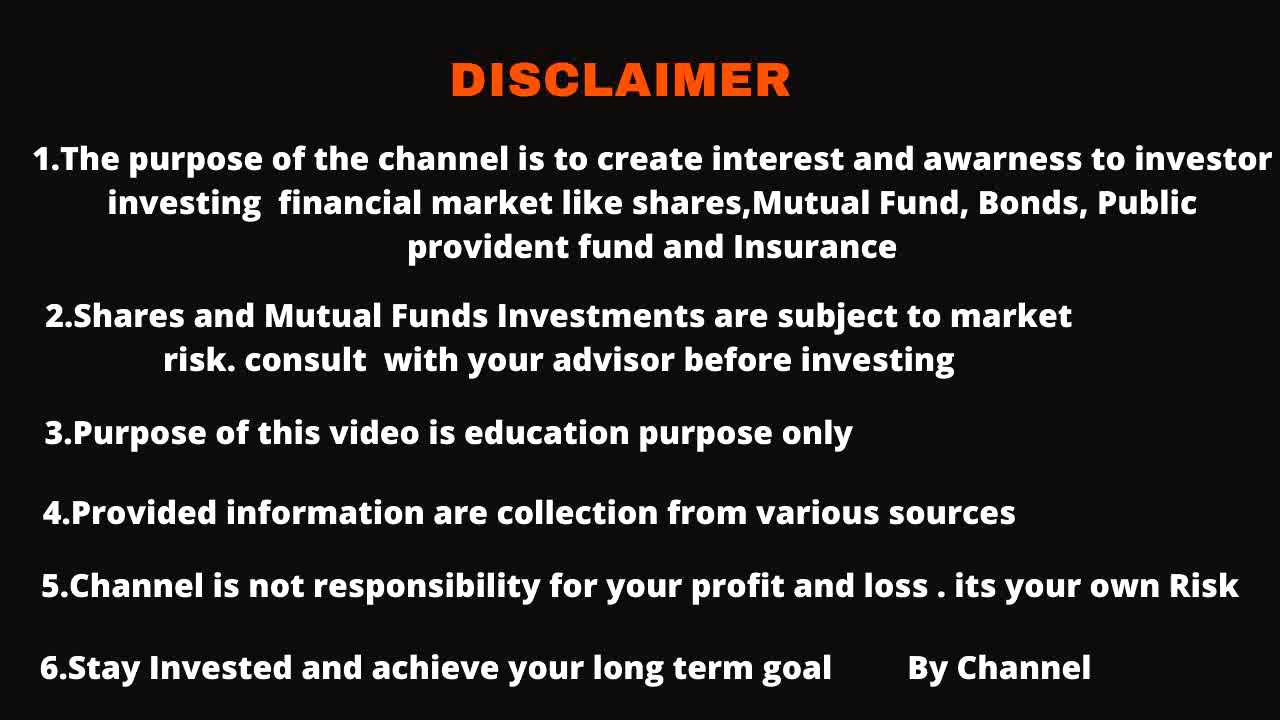 DISCLAIMER
1.The purpose of the channel is to create interest and awarness to investor
investing  financial market like shares,Mutual Fund, Bonds, Public
provident fund and Insurance
2.Shares and Mutual Funds Investments are subject to market
risk. consult  with your advisor before investing
3.Purpose of this video is education purpose only
4.Provided information are collection from various sources
5.Channel is not responsibility for your profit and loss . its your own Risk
6.Stay Invested and achieve your long term goal By Channel